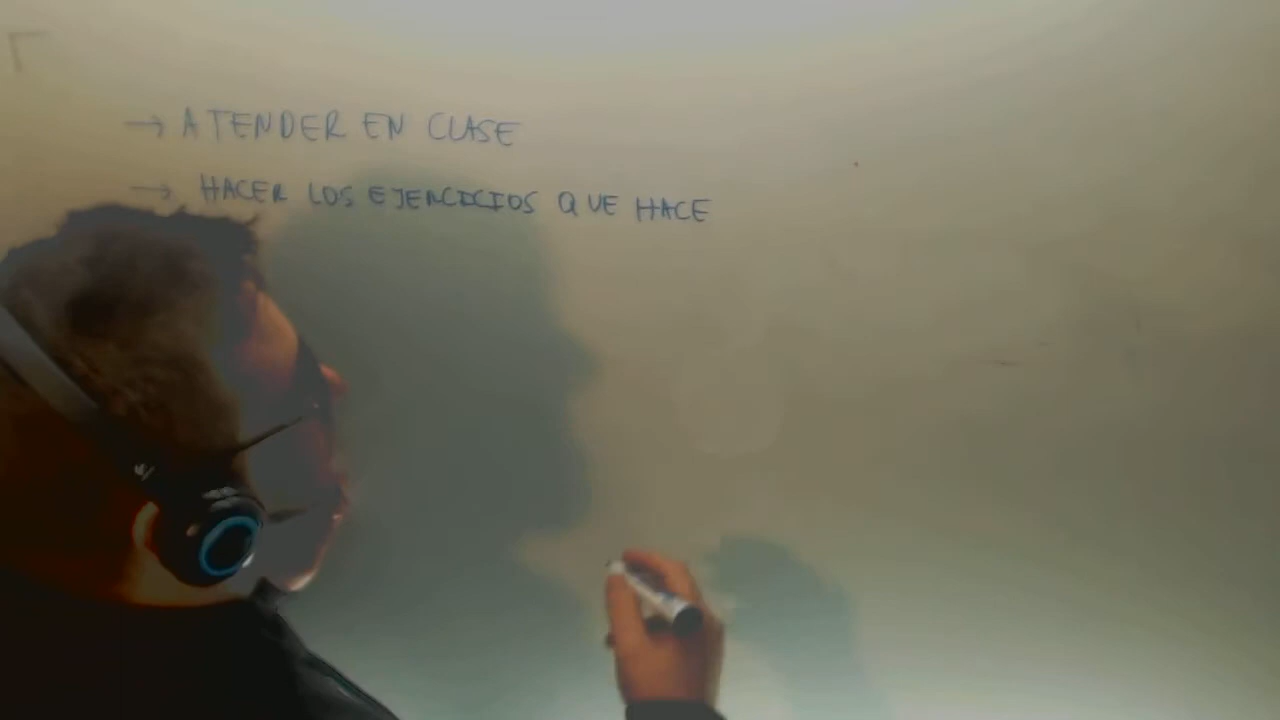 → ATENDER EN CLASE
→ HACER LOS EJERCICIOS QUE HACE